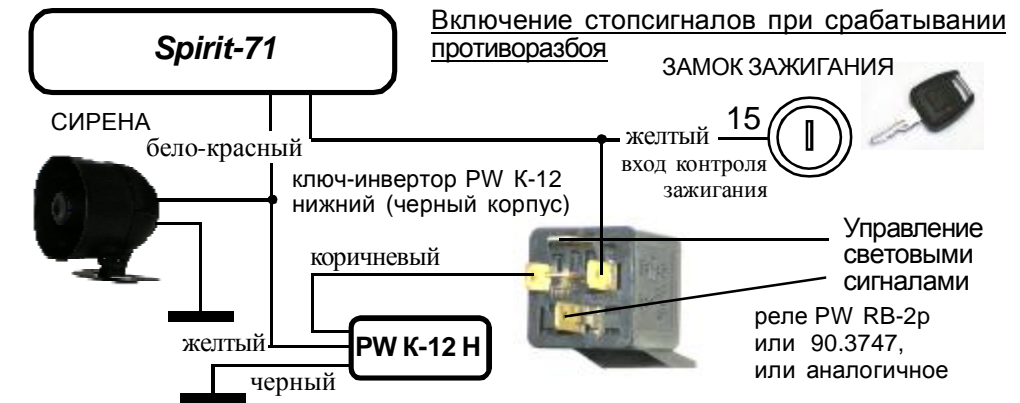 Spirit-71
Включение стопсигналов при срабатывании
противоразбоя
ЗАМОК ЗАЖИГАНИЯ
СИРЕНА
бело-красный
желтый
15
вход контроля
зажигания
ключ-инвертор PW К-12
нижний (черный корпус)
коричневый
Управление
световыми
сигналами
желтый
PW К-12 Н
черный
реле PW RB-2р
или 90.3747,
или аналогичное